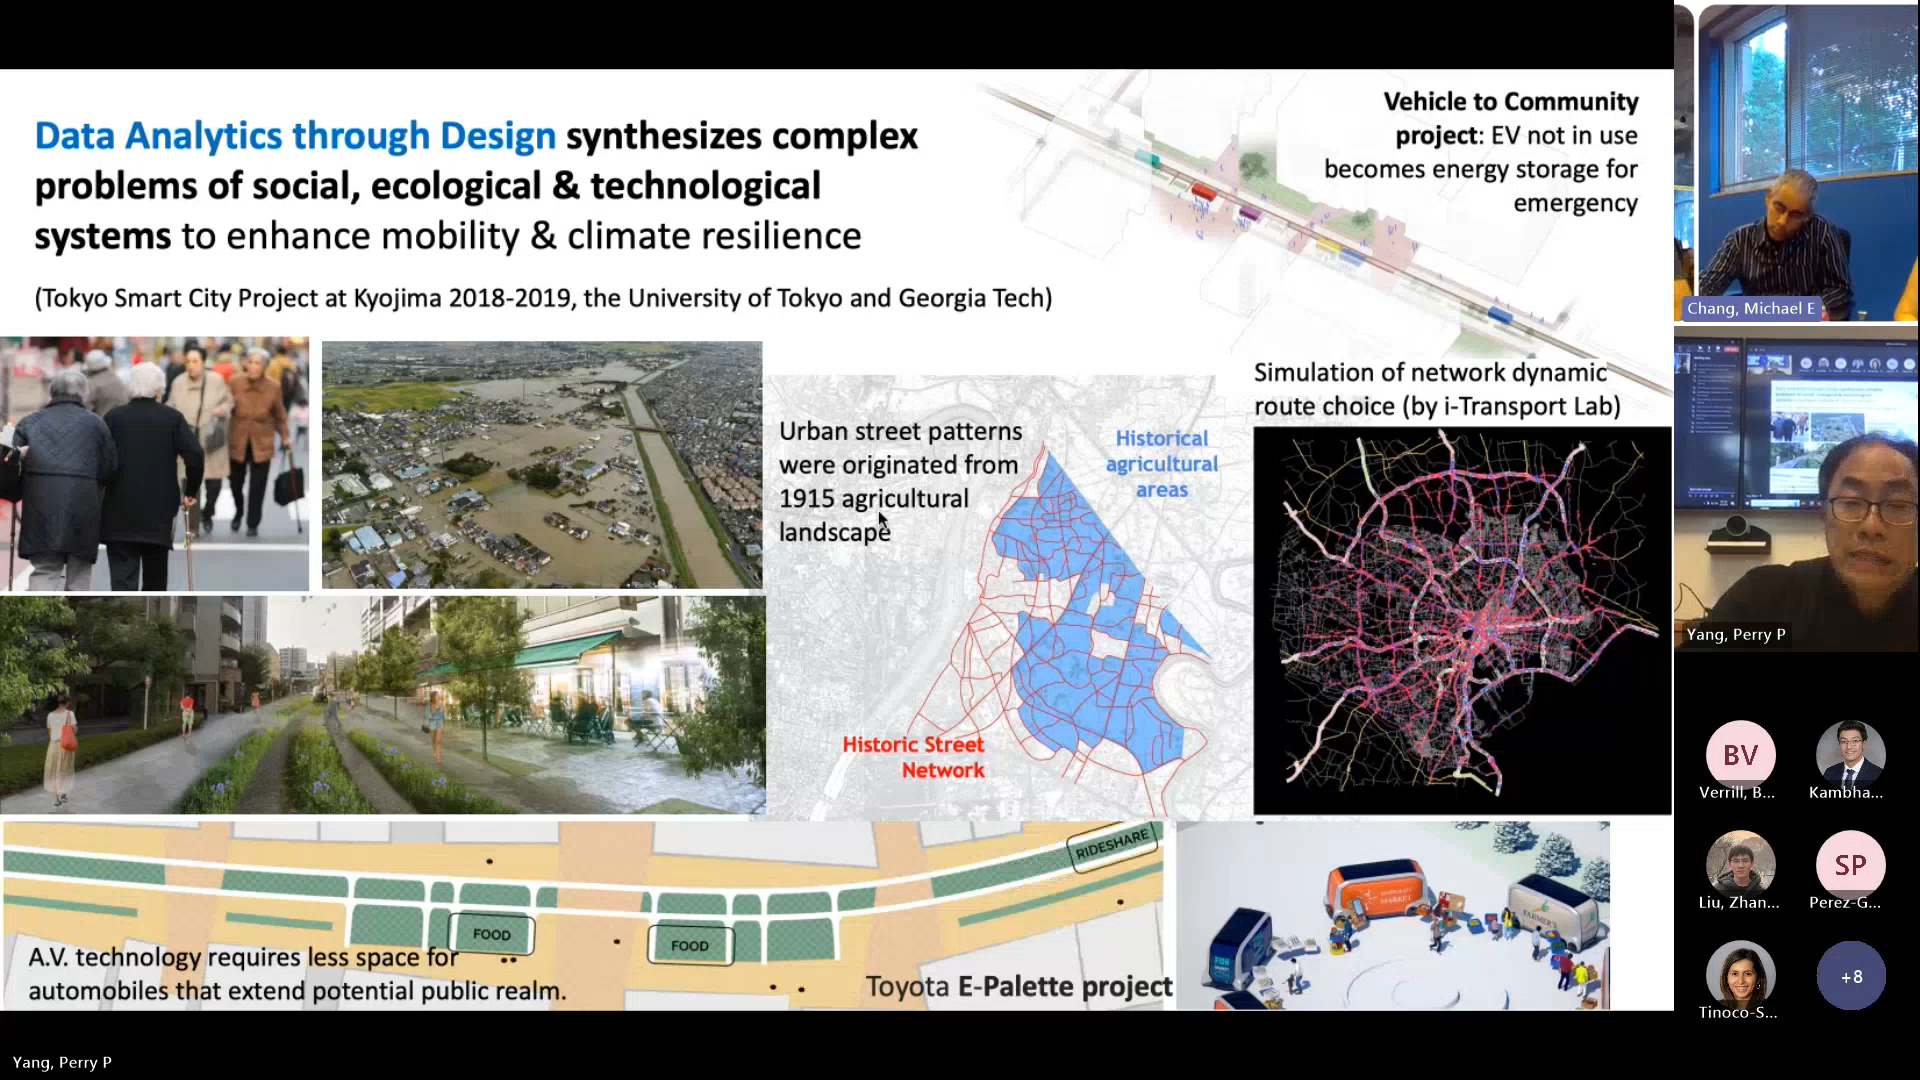 Data Analytics through Design synthesizes complex
problems of social, ecological & technological
systems to enhance mobility & climate resilience
(Tokyo Smart City Project at Kyojima 2018-2019, the University of Tokyo and Georgia Tech)
Vehicle to Community
project: EV not in use
becomes energy storage for
emergency
Urban street patterns
were originated from
1915 agricultural
landscape
Historical
agricultural
areas
Historic Street
Network
Simulation of network dynamic
route choice (by i-Transport Lab)
RIDESHARE
FOOD
FOOD
A.V. technology requires less space for
automobiles that extend potential public realm.
Toyota E-Palette project
MARKET
FARMERS
FISH
Chang, Michael E
Yang, Perry P
BV
Verrill, B...
Kambha...
Liu, Zhan...
SP
Perez-G...
Tinoco-S...
+8
Yang, Perry P